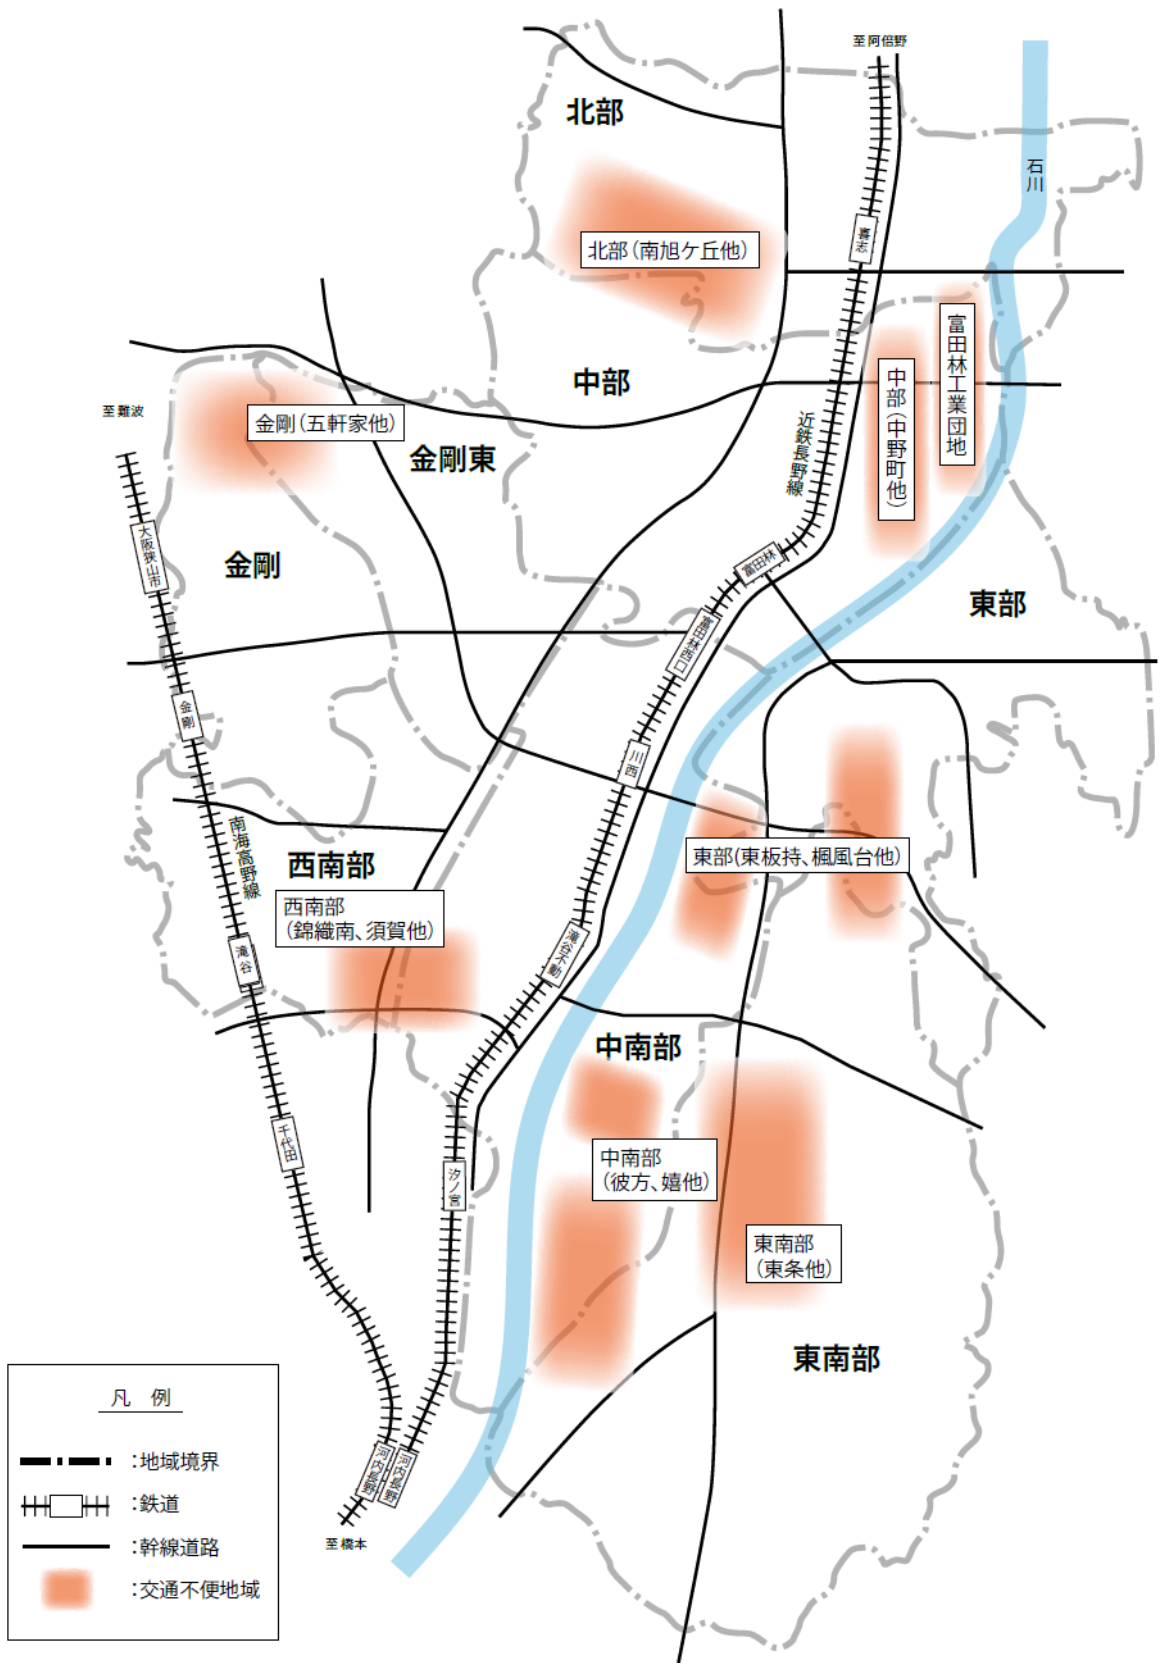 至阿倍野
北部
石川
喜志
北部(南旭ケ丘他)
富田林工業団地
中部
中部(中野町他)
至難波
金剛(五軒家他)
近鉄長野線
金剛東
大阪狭山市
金剛
富田林
東部
富田林西口
金剛
川西
南海高野線
東部(東板持、楓風台他)
西南部
西南部
(錦織南、須賀他)
滝谷
滝谷不動
中南部
千代田
中南部
(彼方、嬉他)
汐ノ宮
東南部
(東条他)
東南部
凡 例
:地域境界
:鉄道
:幹線道路
:交通不便地域
河内長野
河内長野
至橋本